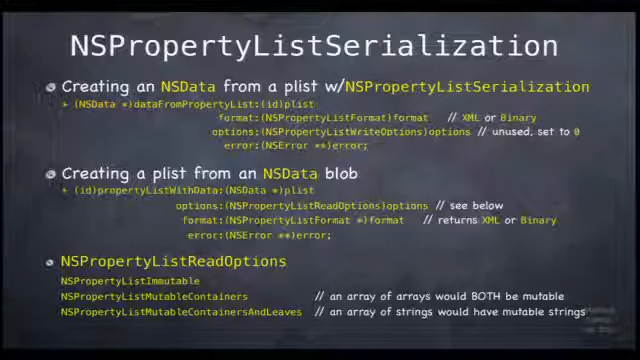 NSPropertyListSerialization
Creating an NSData from a plist w/NSPropertyListSerialization
+ (NSData *)dataFromPropertyList:(id)plist
format:(NSPropertyListFormat)format // XML or Binary
options:(NSPropertyListWriteOptions)options // unused, set to 0
error:(NSError **)error;
Creating a plist from an NSData blob
+ (id)propertyListWithData:(NSData *)plist
options:(NSPropertyListReadOptions)options // see below
format:(NSPropertyListFormat *)format // returns XML or Binary
error:(NSError **)error;
NSPropertyListReadOptions
NSPropertyListImmutable
NSPropertyListMutableContainers // an array of arrays would BOTH be mutable
NSPropertyListMutableContainersAndLeaves // an array of strings would have mutable strings